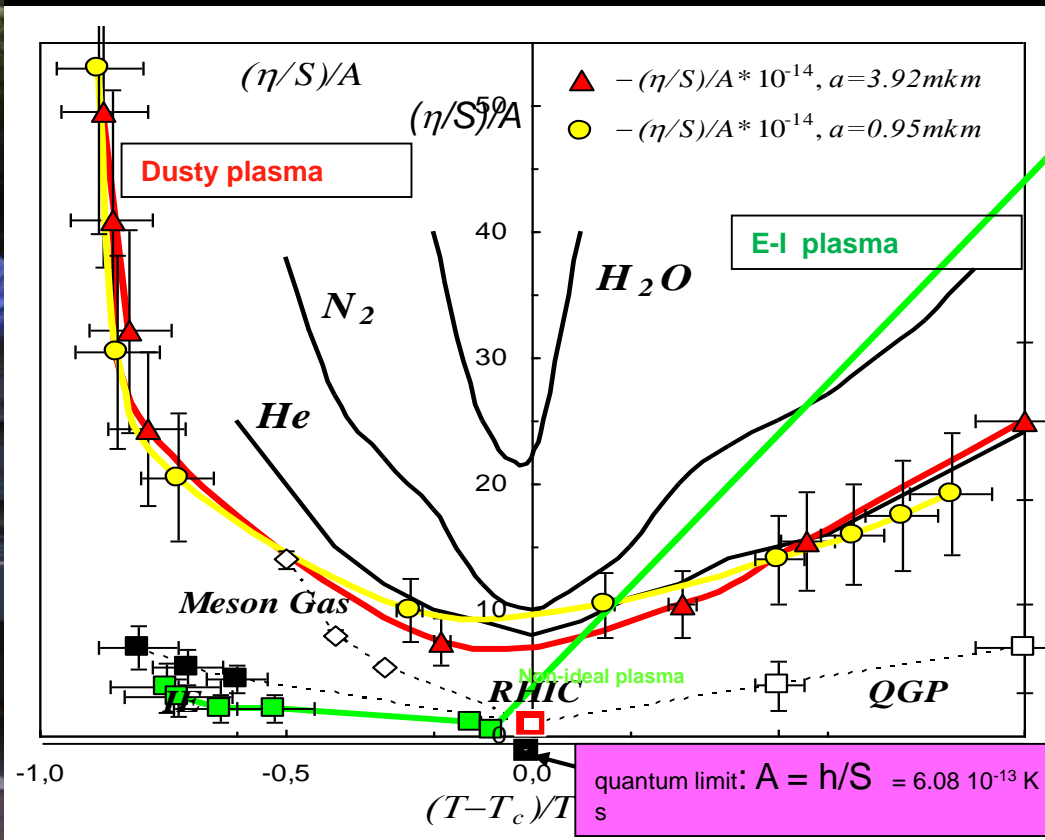 (η/S)/A
(η/S)/A
50
−(η/S)/A* 10-14, a=3.92mkm
−(η/S)/A* 10-14, a=0.95mkm
Dusty plasma
E-I plasma
40
H2O
N2
30
He
20
Meson Gas
10
Non-ideal plasma
RHIC
QGP
0
-1,0
-0,5
0,0
(T−Tc)/T
quantum limit: A = h/S = 6.08 10-13 K
s